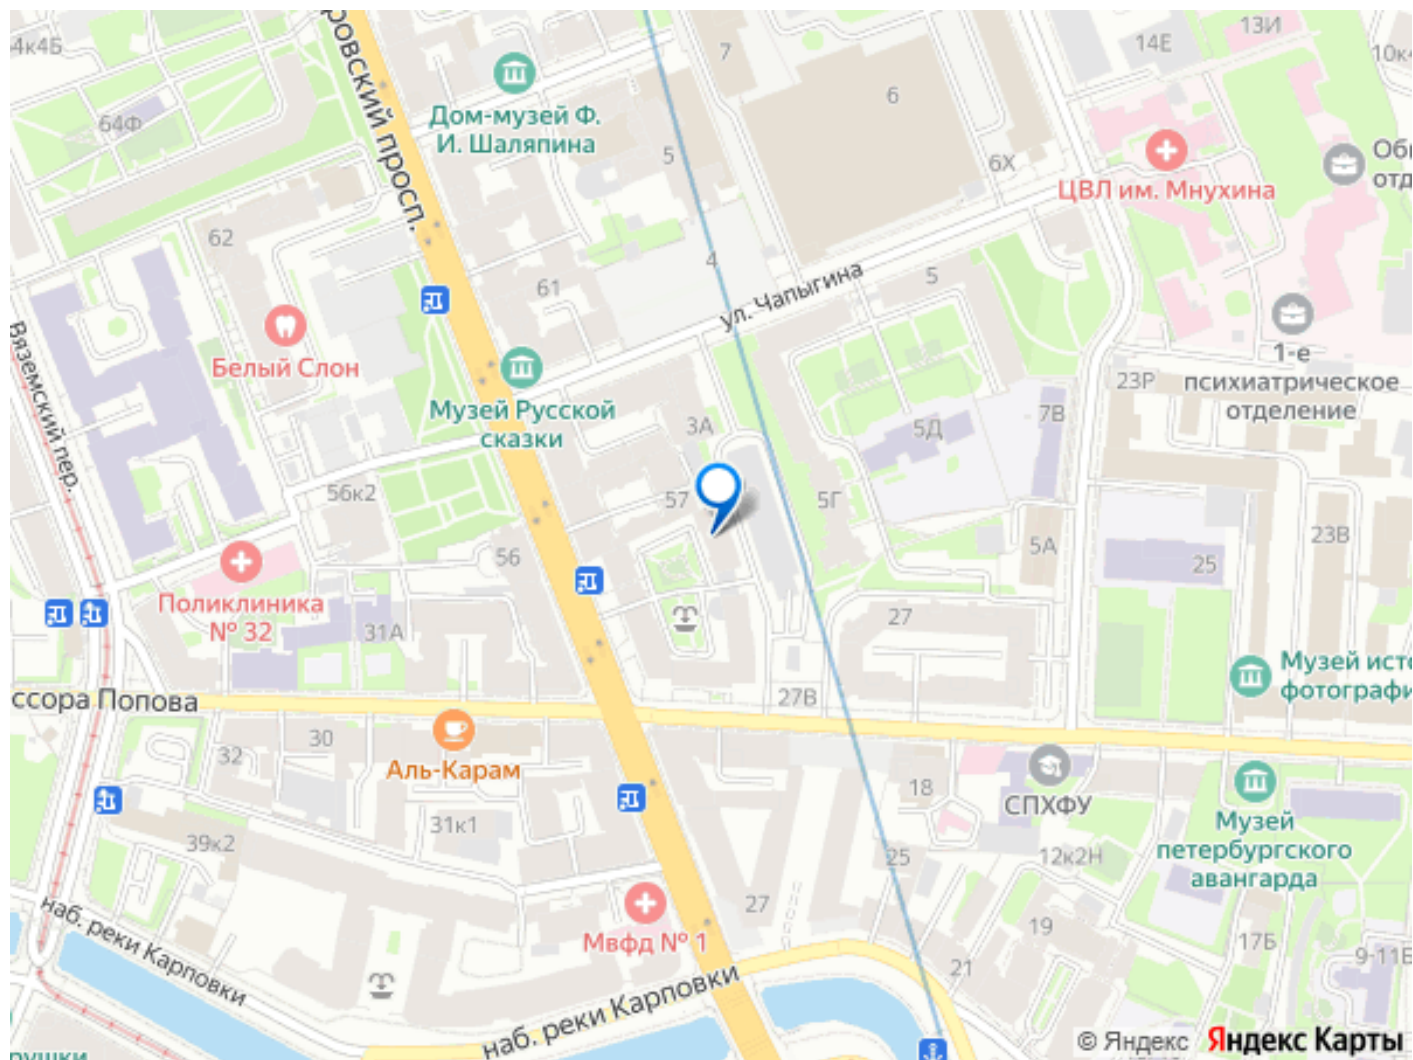 4к4Б
ровский просп.
7
14Е
13И
10к4
6
64Ф
Дом-музей Ф.
И. Шаляпина
5
6Х
ЦВЛ им. Мнухина
62
61
4
ул. Чапыгина
5
Вяземский пер.
Белый Слон
1-е
психиатрическое
отделение
23Р
Музей Русской
сказки
3А
5Д
7В
56к2
57
5Г
56
5А
25
23В
Поликлиника
№ 32
31А
27
Музей исто
фотографи
27В
ссора Попова
32
30
Аль-Карам
18
СПХФУ
31к1
39к2
25
12к2Н
Музей
петербургского
авангарда
наб. реки Карповки
Мвфд № 1
27
19
17Б
9-11Б
21
наб. реки Карповки
рушки
© Яндекс Яндекс Карты